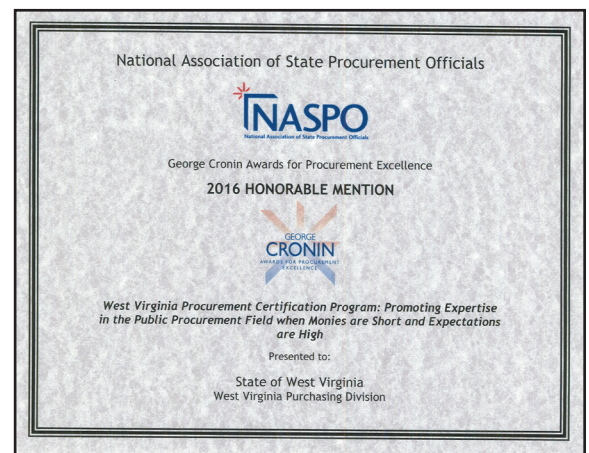 National Association of State Procurement Officials
NASPO
National Association of State Procurement Officials
George Cronin Awards for Procurement Excellence
2016 HONORABLE MENTION
GEORGE
CRONIN
AWARDS FOR PROCUREMENT
EXCELLENCE
West Virginia Procurement Certification Program: Promoting Expertise
in the Public Procurement Field when Monies are Short and Expectations
are High
Presented to:
State of West Virginia
West Virginia Purchasing Division